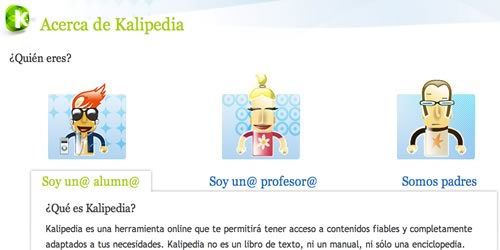 K
Acerca de Kalipedia
¿Quién eres?
Soy un@ alumn@
Soy un@ profesor@
Somos padres
¿Qué es Kalipedia?
Kalipedia es una herramienta online que te permitirá tener acceso a contenidos fiables y completamente
adaptados a tus necesidades. Kalipedia no es un libro de texto, ni un manual, ni sólo una enciclopedia.